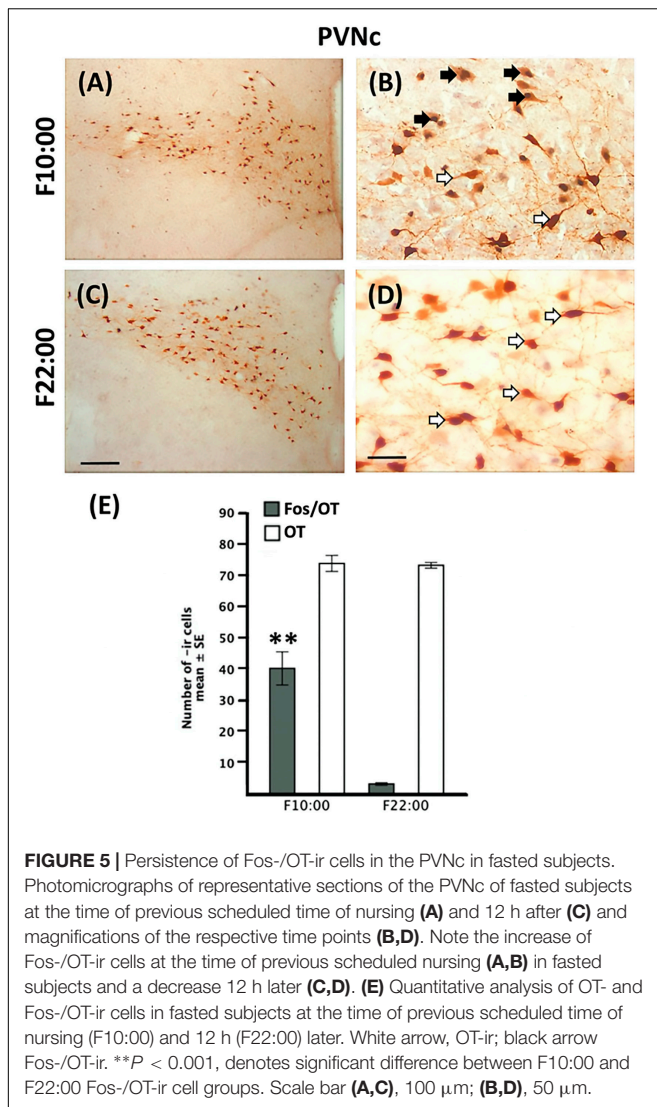 PVNc
(A)
(B)
F10:00
(C)
(D)
F22:00
(E)
Fos/OT
OT
90
80
70
60
50
40
30
20
10
**
Number of -ir cells
mean ± SE
F10:00
F22:00
FIGURE 5 | Persistence of Fos-/OT-ir cells in the PVNc in fasted subjects.
Photomicrographs of representative sections of the PVNc of fasted subjects
at the time of previous scheduled time of nursing (A) and 12 h after (C) and
magnifications of the respective time points (B,D). Note the increase of
Fos-/OT-ir cells at the time of previous scheduled nursing (A,B) in fasted
subjects and a decrease 12 h later (C,D). (E) Quantitative analysis of OT- and
Fos-/OT-ir cells in fasted subjects at the time of previous scheduled time of
nursing (F10:00) and 12 h (F22:00) later. White arrow, OT-ir; black arrow
Fos-/OT-ir. **P < 0.001, denotes significant difference between F10:00 and
F22:00 Fos-/OT-ir cell groups. Scale bar (A,C), 100 μm; (B,D), 50 μm.